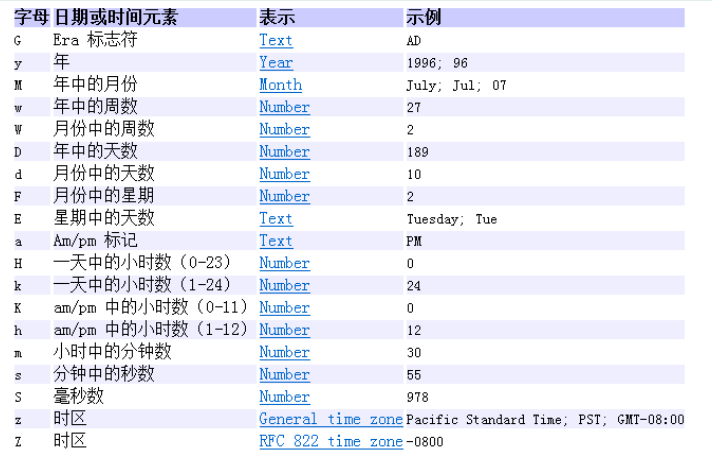 字母 日期或时间元素 表示 示例
G Era 标志符 Text AD
y 年 Year 1996; 96
M 年中的月份 Month July; Jul; 07
w 年中的周数 Number 27
W 月份中的周数 Number 2
D 年中的天数 Number 189
d 月份中的天数 Number 10
F 月份中的星期 Number 2
E 星期中的天数 Text Tuesday; Tue
a Am/pm 标记 Text PM
H 一天中的小时数（0-23） Number 0
k 一天中的小时数（1-24） Number 24
K am/pm 中的小时数（0-11） Number 0
h am/pm 中的小时数（1-12） Number 12
m 小时中的分钟数 Number 30
s 分钟中的秒数 Number 55
S 毫秒数 Number 978
z 时区 General time zone Pacific Standard Time; PST; GMT-08:00
Z 时区 RFC 822 time zone -0800